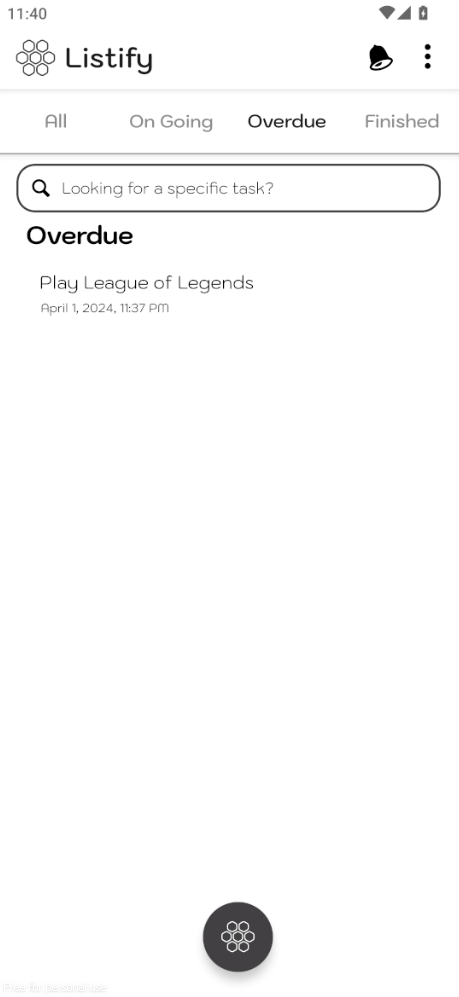 11:40
Listify
All On Going Overdue Finished
Looking for a specific task?
Overdue
Play League of Legends
April 1, 2024, 11:37 PM
Free for personal use